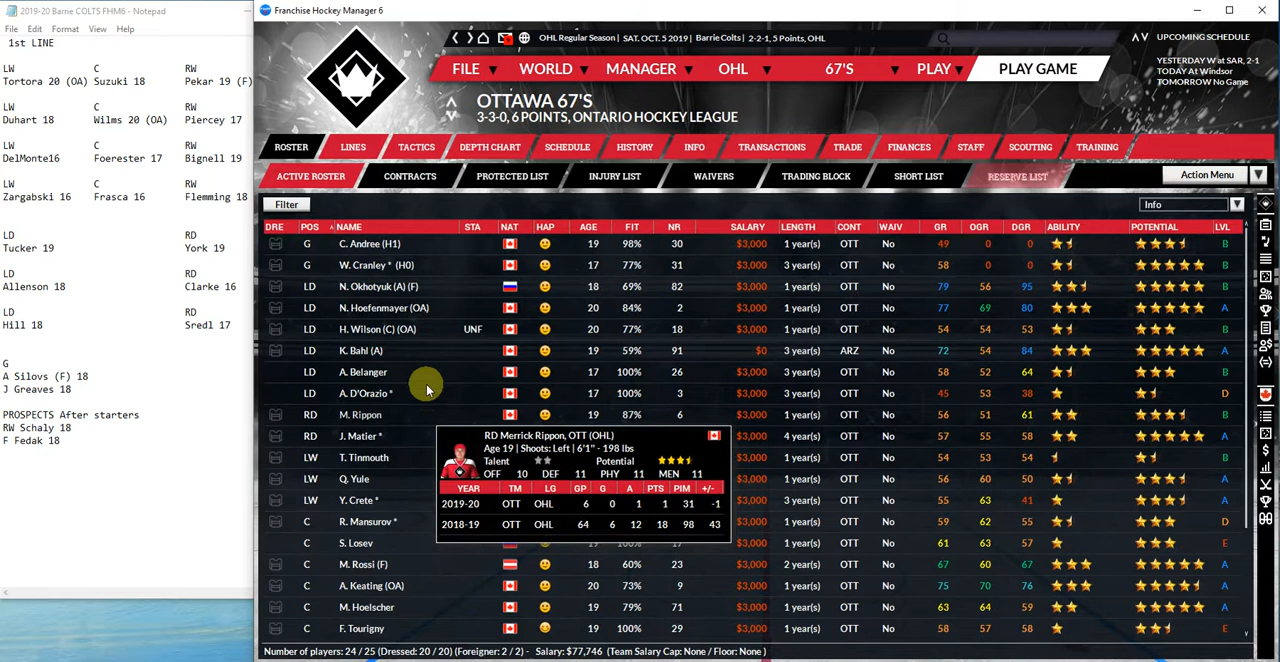 2019-20 Barrie COLTS FHM6 - Notepad
File Edit Format View Help
1st LINE
LW C RW
Tortora 20 (OA) Suzuki 18 Pekar 19 (F)
LW C RW
Duhart 18 Wilms 20 (OA) Piercey 17
LW C RW
DelMonte16 Foerester 17 Bignell 19
LW C RW
Zargabski 16 Frasca 16 Flemming 18
LD RD
Tucker 19 York 19
LD RD
Allenson 18 Clarke 16
LD RD
Hill 18 Sredl 17
G
A Silovs (F) 18
J Greaves 18
PROSPECTS After starters
RW Schaly 18
F Fedak 18
Franchise Hockey Manager 6
OHL Regular Season | SAT. OCT. 5 2019 | Barrie Colts | 2-2-1, 5 Points, OHL
UPCOMING SCHEDULE
YESTERDAY W at SAR, 2-1
TODAY At Windsor
TOMORROW No Game
FILE WORLD MANAGER OHL 67'S PLAY PLAY GAME
OTTAWA 67'S
3-3-0, 6 POINTS, ONTARIO HOCKEY LEAGUE
ROSTER LINES TACTICS DEPTH CHART SCHEDULE HISTORY INFO TRANSACTIONS TRADE FINANCES STAFF SCOUTING TRAINING
ACTIVE ROSTER CONTRACTS PROTECTED LIST INJURY LIST WAIVERS TRADING BLOCK SHORT LIST RESERVE LIST Action Menu
Filter Info
DRE POS NAME STA NAT HAP AGE FIT NR SALARY LENGTH CONT WAIV GR OGR DGR ABILITY POTENTIAL LVL
G C. Andree (H1) 19 98% 30 $3,000 1 year(s) OTT No 49 0 0 B
G W. Cranley * (H0) 17 77% 31 $3,000 3 year(s) OTT No 58 0 0 B
LD N. Okhotyuk (A) (F) 18 69% 82 $3,000 1 year(s) OTT No 79 56 95 B
LD N. Hoefenmayer (OA) 20 84% 2 $3,000 1 year(s) OTT No 77 69 80 A
LD H. Wilson (C) (OA) UNF 20 77% 18 $3,000 1 year(s) OTT No 54 54 53 B
LD K. Bahl (A) 19 59% 91 $0 3 year(s) ARZ No 72 54 84 A
LD A. Belanger 17 100% 26 $3,000 3 year(s) OTT No 58 52 64 B
LD A. D'Orazio * 17 100% 3 $3,000 1 year(s) OTT No 45 53 38 D
RD M. Rippon 19 87% 6 $3,000 1 year(s) OTT No 56 51 61 B
RD J. Matier * $3,000 4 year(s) OTT No 57 55 58 A
LW T. Tinmouth $3,000 1 year(s) OTT No 54 53 54 B
LW Q. Yule $3,000 1 year(s) OTT No 56 60 50 B
LW Y. Crete * $3,000 3 year(s) OTT No 55 63 41 B
C R. Mansurov * $3,000 1 year(s) OTT No 59 62 55 D
C S. Losev 19 100% 17 $3,000 1 year(s) OTT No 61 63 57 E
C M. Rossi (F) 18 60% 23 $3,000 2 year(s) OTT No 67 60 67 A
C A. Keating (OA) 20 73% 9 $3,000 1 year(s) OTT No 75 70 76 A
C M. Hoelscher 19 79% 71 $3,000 1 year(s) OTT No 63 64 59 A
C F. Tourigny 19 100% 29 $3,000 1 year(s) OTT No 58 57 58 E
RD Merrick Rippon, OTT (OHL)
Age 19 | Shoots: Left | 6'1" - 198 lbs
Talent Potential
OFF 10 DEF 11 PHY 11 MEN 11
YEAR TM LG GP G A PTS PIM +/-
2019-20 OTT OHL 6 0 1 1 31 -1
2018-19 OTT OHL 64 6 12 18 98 43
Number of players: 24 / 25 (Dressed: 20 / 20) (Foreigner: 2 / 2) - Salary: $77,746 (Team Salary Cap: None / Floor: None )